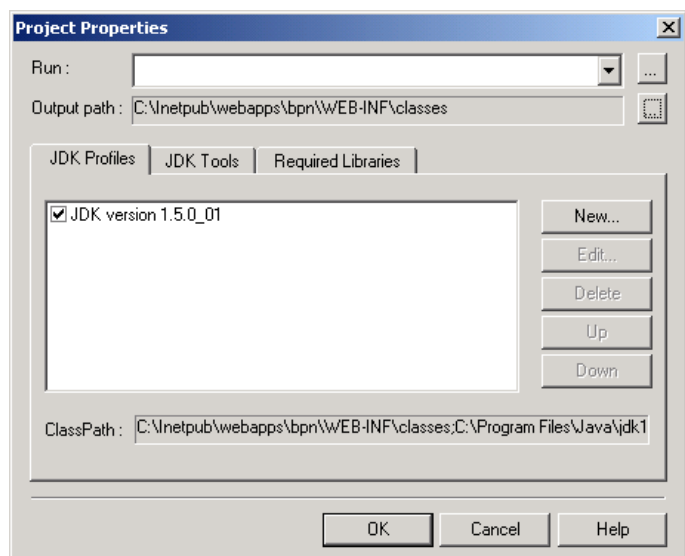 Project Properties
Run :
...
Output path : C:\Inetpub\webapps\bpn\WEB-INF\classes
...
JDK Profiles JDK Tools Required Libraries
JDK version 1.5.0_01
New...
Edit...
Delete
Up
Down
ClassPath : C:\Inetpub\webapps\bpn\WEB-INF\classes;C:\Program Files\Java\jdk1
OK Cancel Help